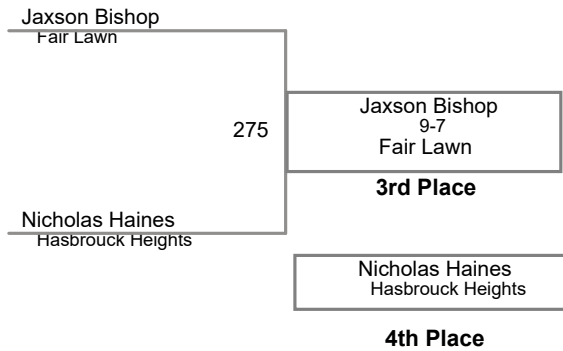 Jaxson Bishop
Fair Lawn
275
Jaxson Bishop
9-7
Fair Lawn
3rd Place
Nicholas Haines
Hasbrouck Heights
Nicholas Haines
Hasbrouck Heights
4th Place